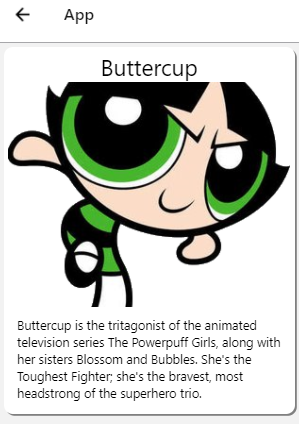 App
Buttercup
Buttercup is the tritagonist of the animated
television series The Powerpuff Girls, along with
her sisters Blossom and Bubbles. She's the
Toughest Fighter; she's the bravest, most
headstrong of the superhero trio.